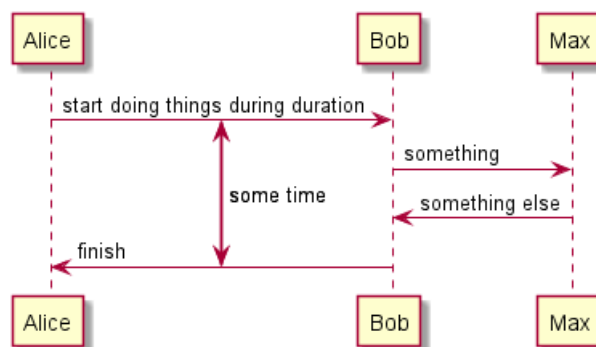 Alice
Bob
Max
start doing things during duration
something
some time
something else
finish
Alice
Bob
Max